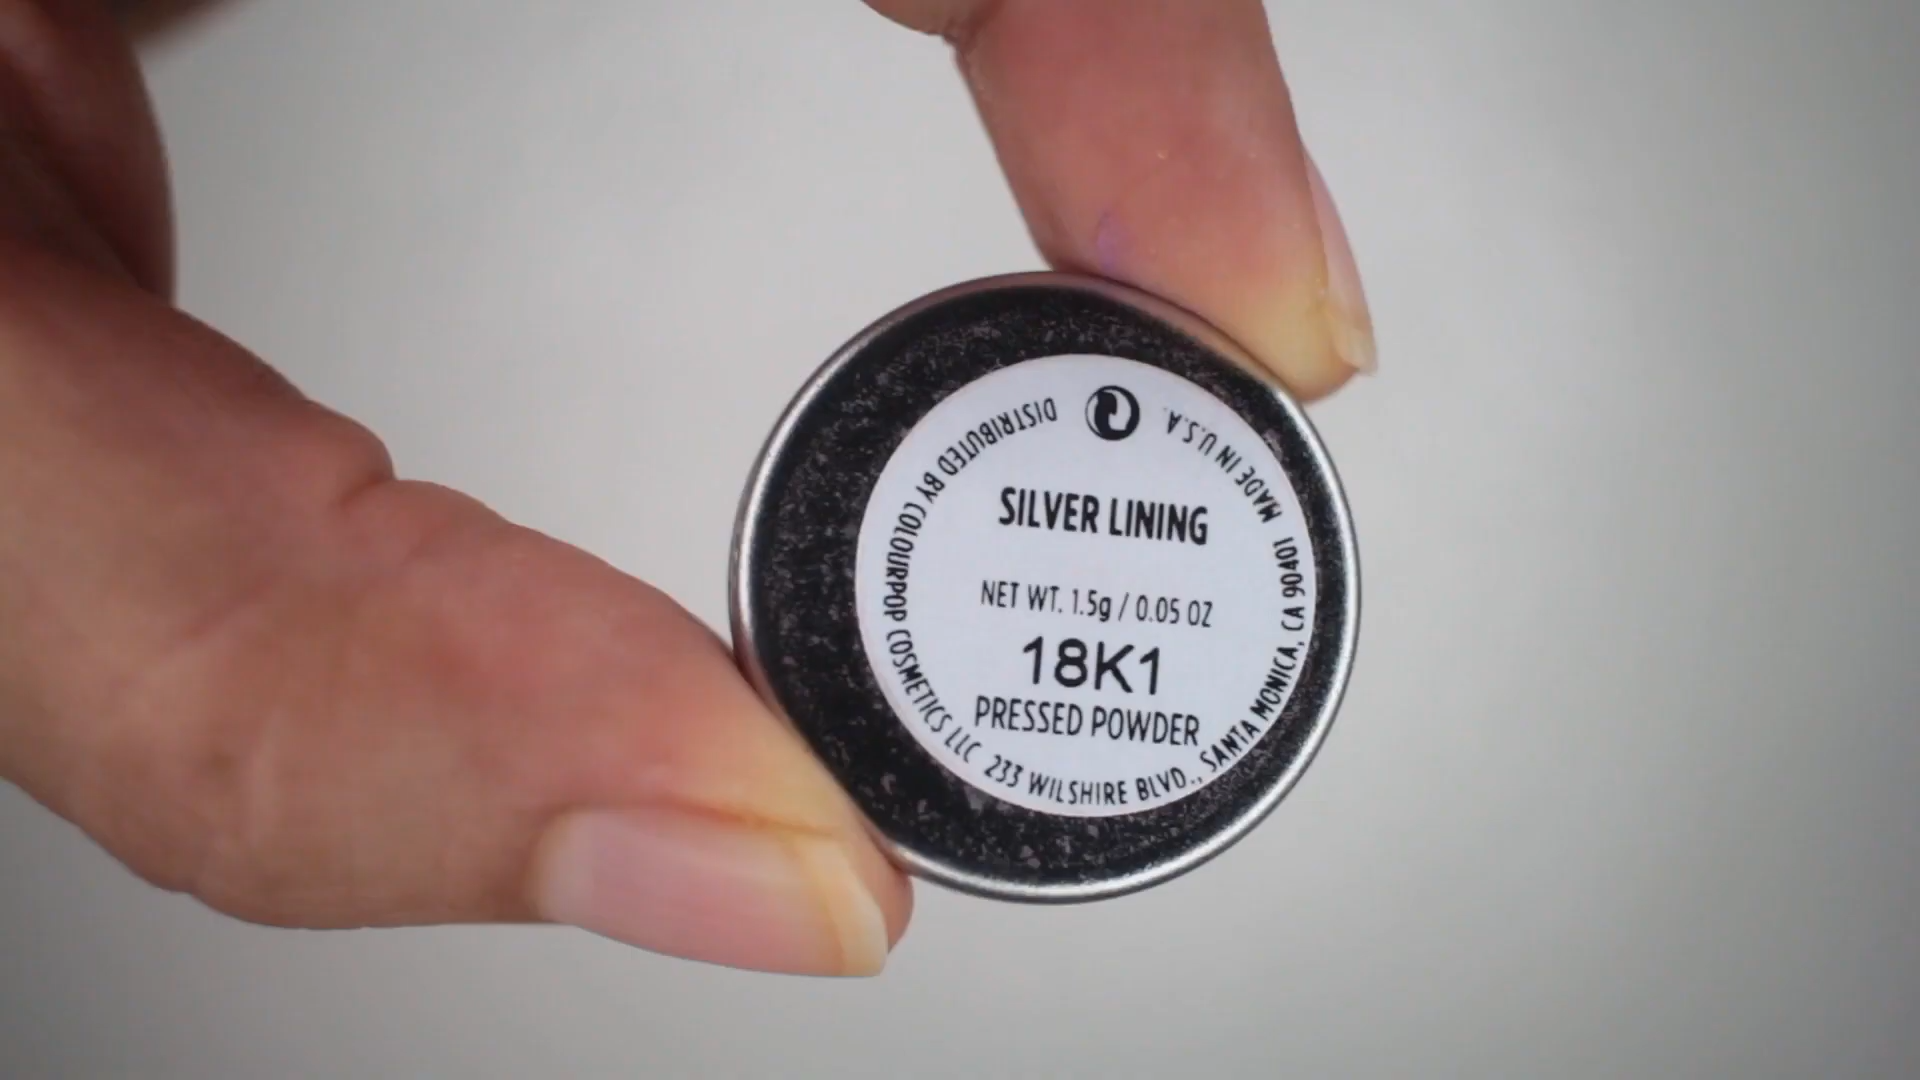 SILVER LINING
NET WT. 1.5g / 0.05 OZ
18K1
PRESSED POWDER
DISTRIBUTED BY COLOURPOP COSMETICS LLC 233 WILSHIRE BLVD., SANTA MONICA, CA 90401 MADE IN U.S.A.